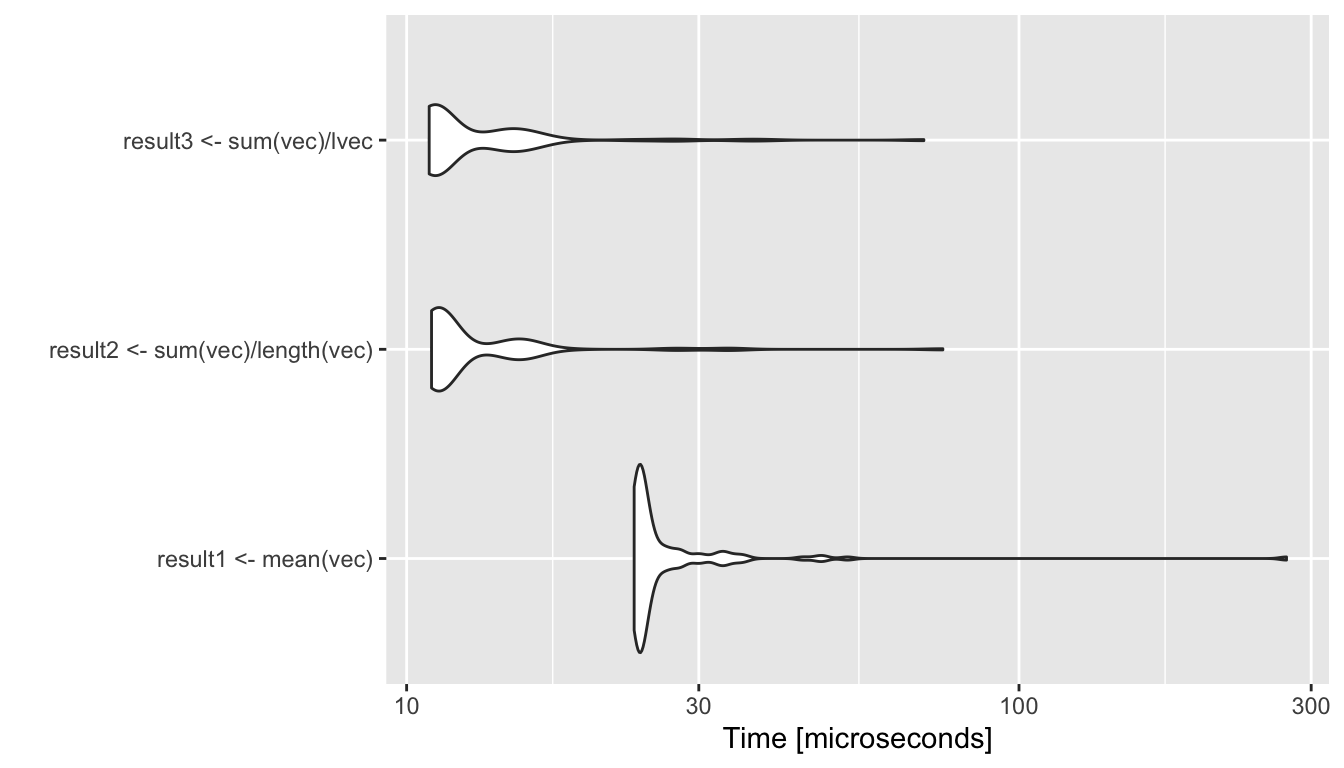 result3 <- sum(vec)/lvec
result2 <- sum(vec)/length(vec)
result1 <- mean(vec)
10 30 100 300
Time [microseconds]